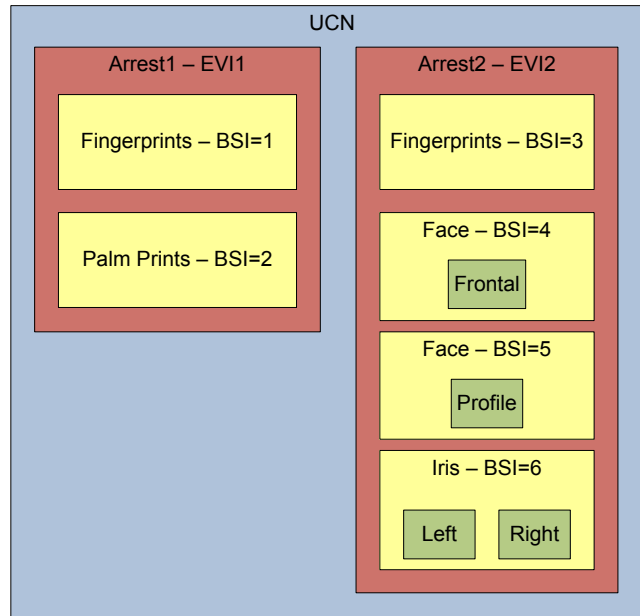 UCN
Arrest1 – EVI1
Fingerprints – BSI=1
Palm Prints – BSI=2
Arrest2 – EVI2
Fingerprints – BSI=3
Face – BSI=4
Frontal
Face – BSI=5
Profile
Iris – BSI=6
Left
Right